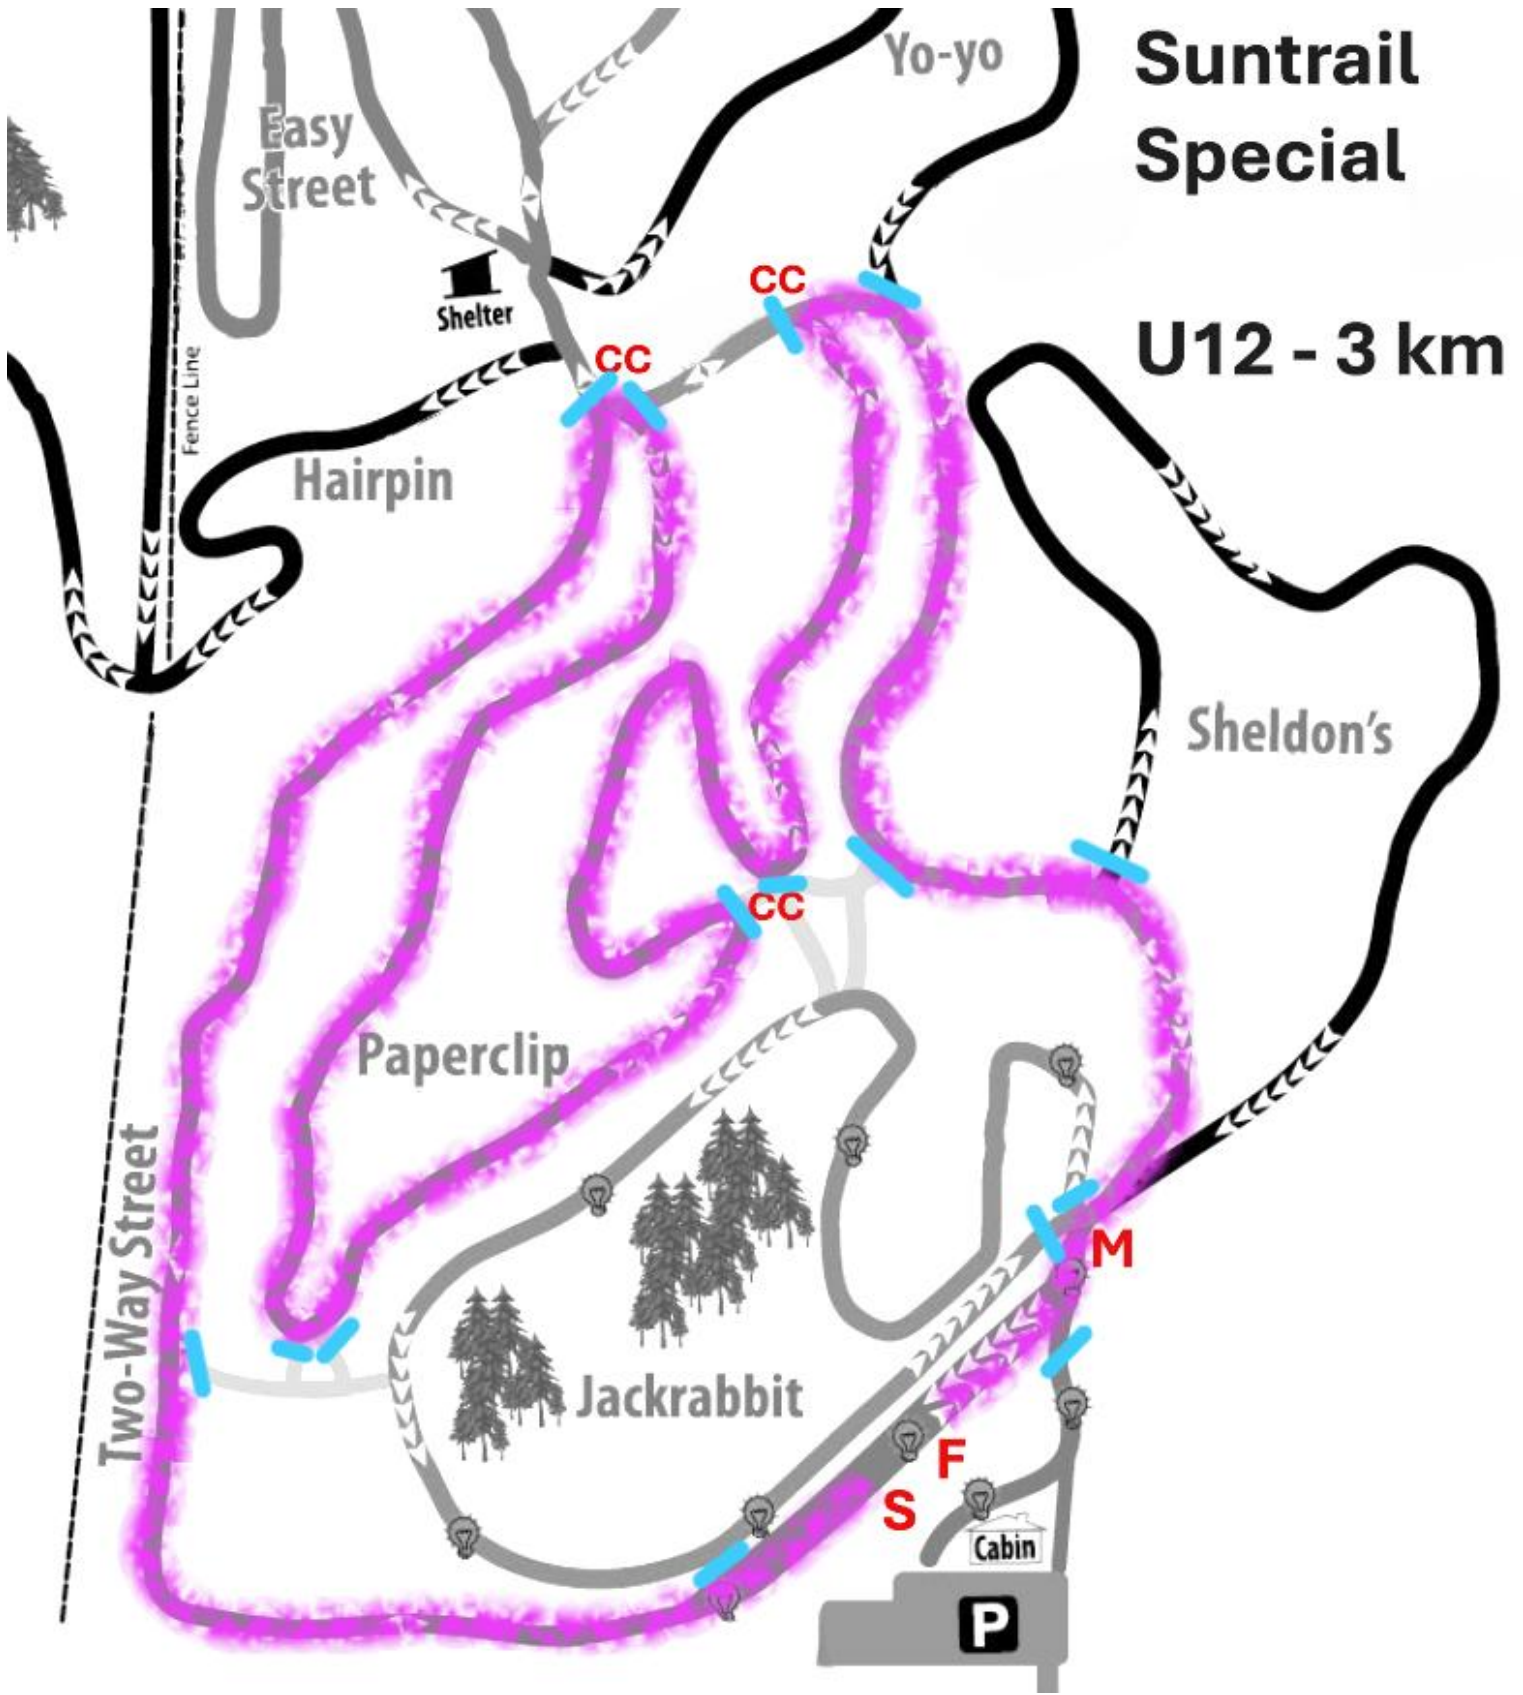 Yo-yo
Suntrail
Special
Easy
Street
CC
Shelter
CC
U12 - 3 km
Fence Line
Hairpin
Sheldon's
CC
Paperclip
Two-Way Street
M
Jackrabbit
F
S
Cabin
P